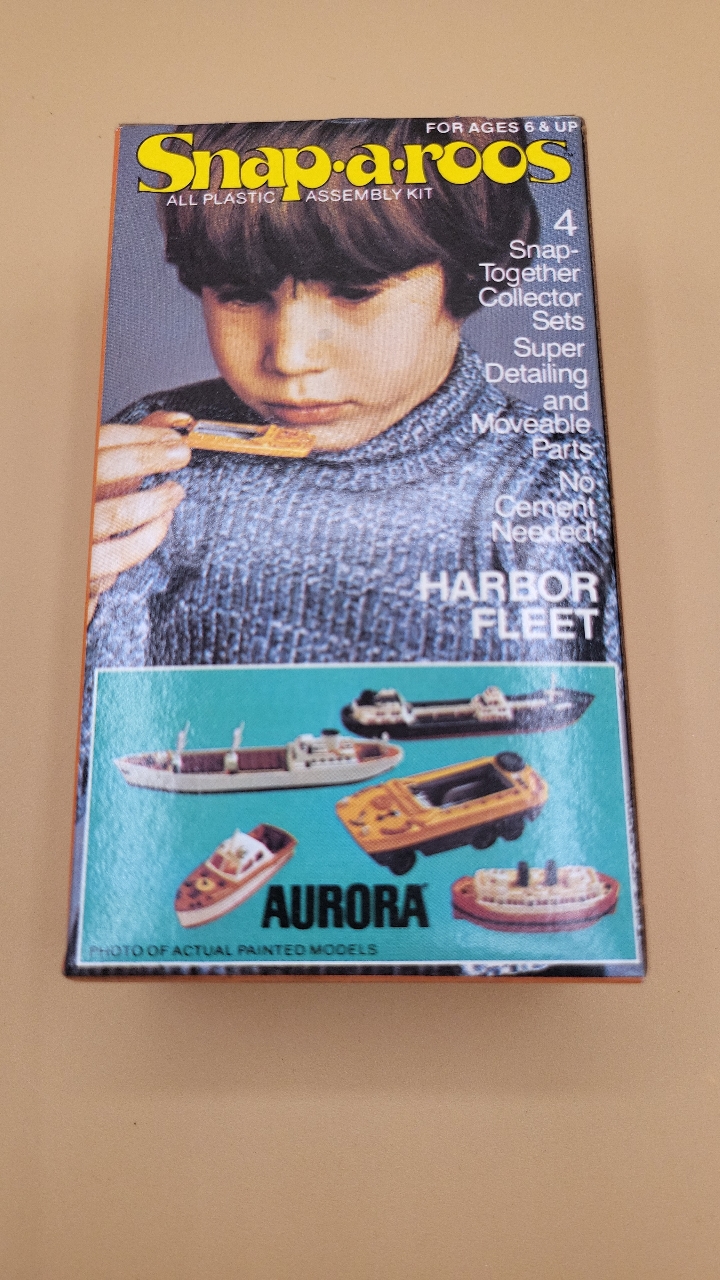 FOR AGES 6 & UP
Snap·a·roos
ALL PLASTIC ASSEMBLY KIT
4
Snap-
Together
Collector
Sets
Super
Detailing
and
Moveable
Parts
No
Cement
Needed!
HARBOR
FLEET
AURORA
PHOTO OF ACTUAL PAINTED MODELS